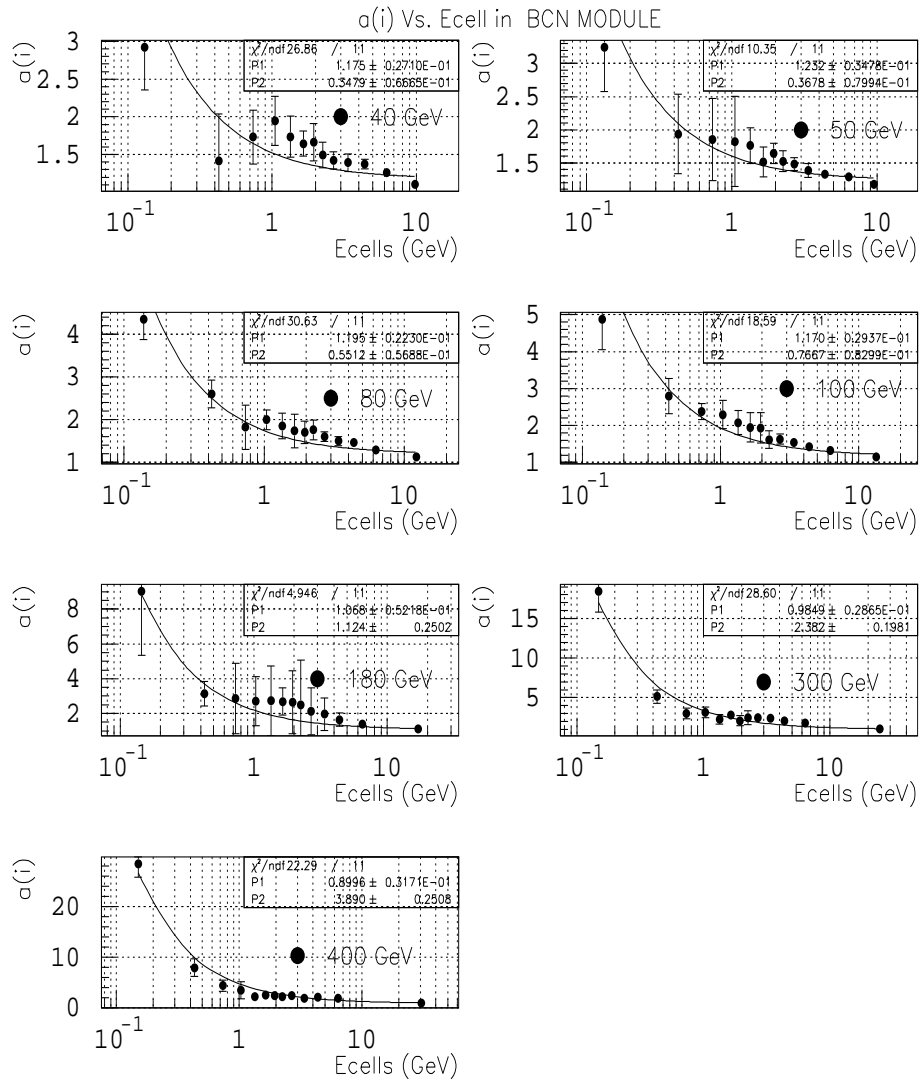 a(i) Vs. Ecell in BCN MODULE
a(i)
3
2.5
2
1.5
χ²/ndf 26.86 / 11
P1 1.175 ± 0.2710E-01
P2 0.3479 ± 0.6665E-01
40 GeV
10⁻¹ 1 10
Ecells (GeV)
a(i)
3
2.5
2
1.5
χ²/ndf 10.35 / 11
P1 1.232 ± 0.3478E-01
P2 0.3678 ± 0.7994E-01
50 GeV
10⁻¹ 1 10
Ecells (GeV)
a(i)
4
3
2
1
χ²/ndf 30.63 / 11
P1 1.195 ± 0.2230E-01
P2 0.5512 ± 0.5688E-01
80 GeV
10⁻¹ 1 10
Ecells (GeV)
a(i)
5
4
3
2
1
χ²/ndf 18.59 / 11
P1 1.170 ± 0.2937E-01
P2 0.7667 ± 0.8299E-01
100 GeV
10⁻¹ 1 10
Ecells (GeV)
a(i)
8
6
4
2
χ²/ndf 4.946 / 11
P1 1.068 ± 0.5218E-01
P2 1.124 ± 0.2502
180 GeV
10⁻¹ 1 10
Ecells (GeV)
a(i)
15
10
5
χ²/ndf 28.60 / 11
P1 0.9849 ± 0.2865E-01
P2 2.382 ± 0.1981
300 GeV
10⁻¹ 1 10
Ecells (GeV)
a(i)
20
10
0
χ²/ndf 22.29 / 11
P1 0.8996 ± 0.3171E-01
P2 3.890 ± 0.2508
400 GeV
10⁻¹ 1 10
Ecells (GeV)